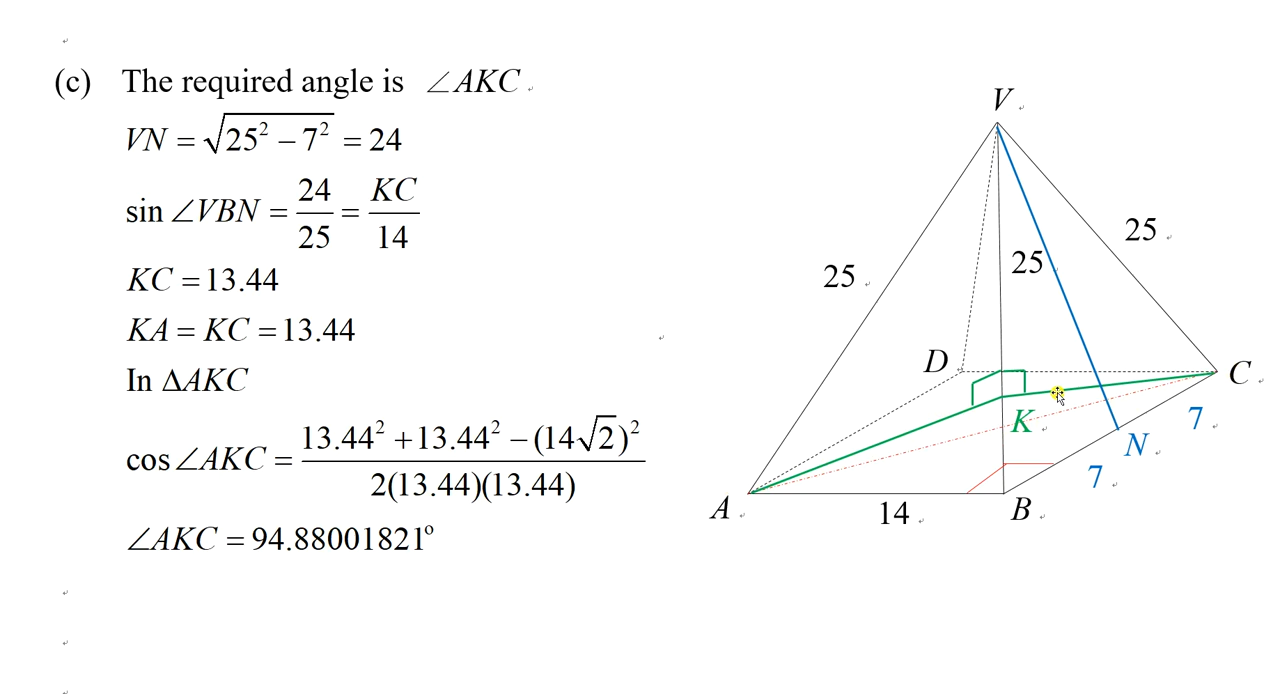 (c) The required angle is ∠AKC
VN = √(25² − 7²) = 24
sin ∠VBN = 24/25 = KC/14
KC = 13.44
KA = KC = 13.44
In ΔAKC
cos ∠AKC = (13.44² + 13.44² − (14√2)²) / (2(13.44)(13.44))
∠AKC = 94.88001821°
V
25
25
25
D
C
K
7
N
7
A
14
B